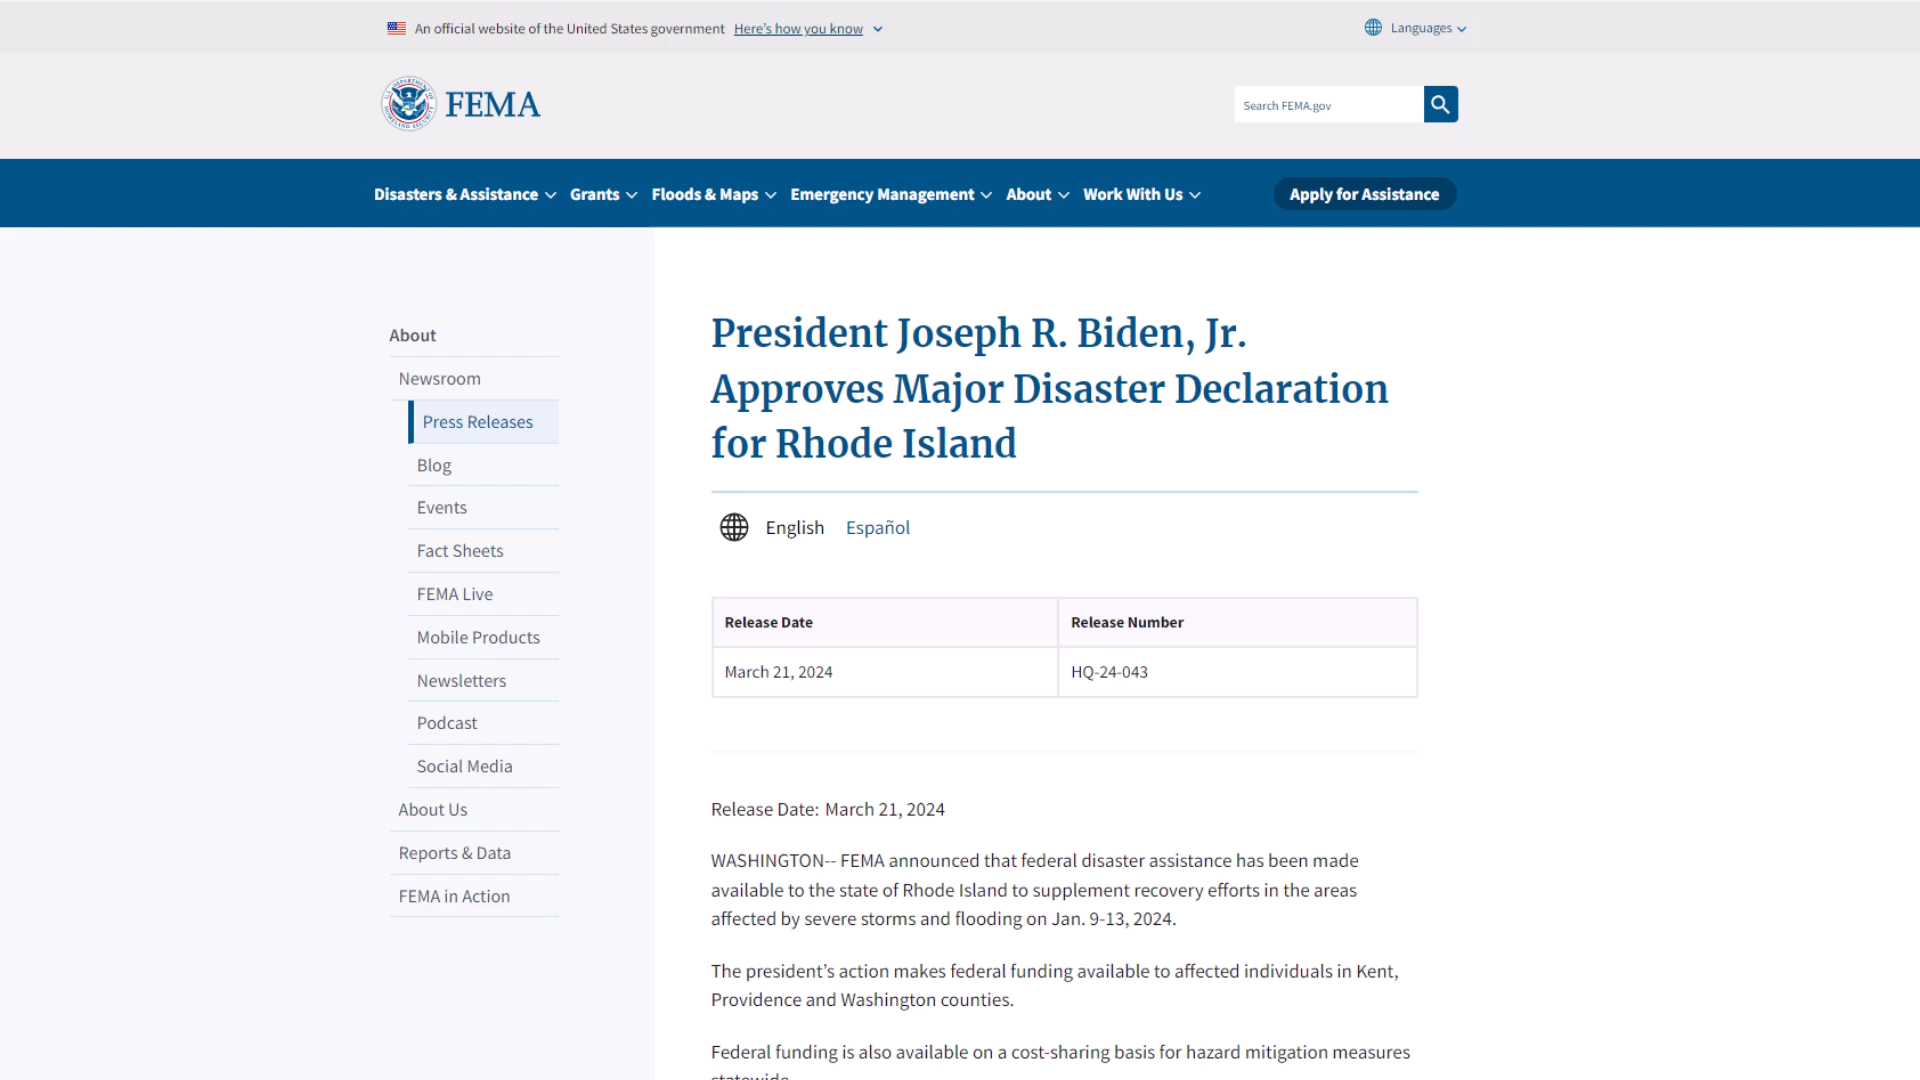 An official website of the United States government Here's how you know
Languages
FEMA
Search FEMA.gov
Disasters & Assistance Grants Floods & Maps Emergency Management About Work With Us Apply for Assistance
About
Newsroom
Press Releases
Blog
Events
Fact Sheets
FEMA Live
Mobile Products
Newsletters
Podcast
Social Media
About Us
Reports & Data
FEMA in Action
President Joseph R. Biden, Jr.
Approves Major Disaster Declaration
for Rhode Island
English Español
Release Date Release Number
March 21, 2024 HQ-24-043
Release Date: March 21, 2024
WASHINGTON-- FEMA announced that federal disaster assistance has been made
available to the state of Rhode Island to supplement recovery efforts in the areas
affected by severe storms and flooding on Jan. 9-13, 2024.
The president's action makes federal funding available to affected individuals in Kent,
Providence and Washington counties.
Federal funding is also available on a cost-sharing basis for hazard mitigation measures